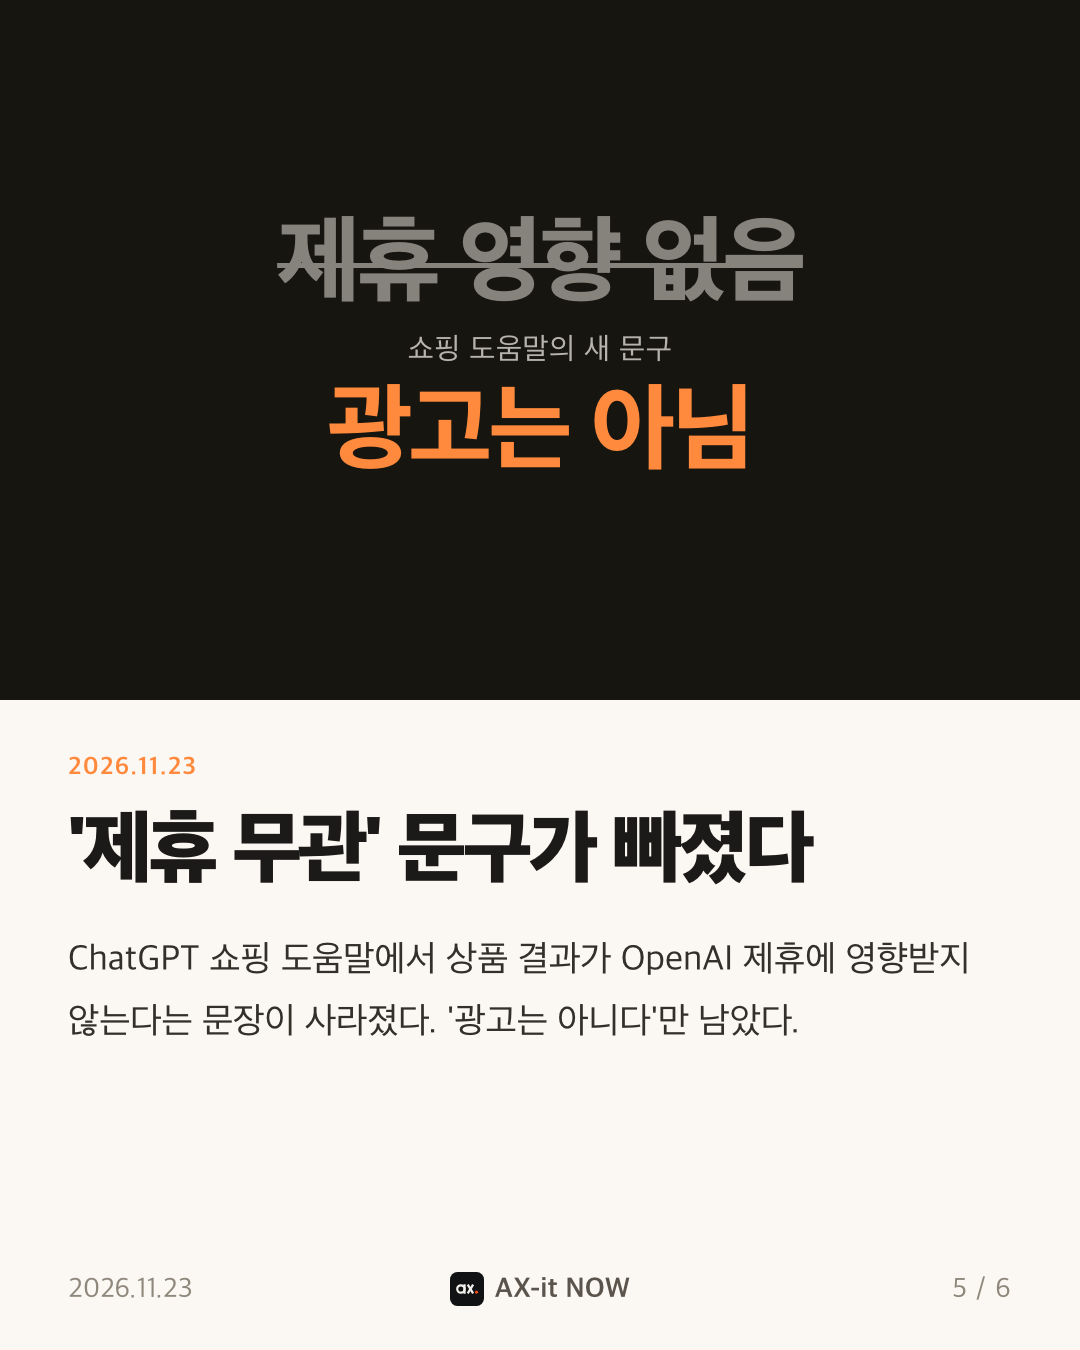 제휴 영향 없음
쇼핑 도움말의 새 문구
광고는 아님
2026.11.23
'제휴 무관' 문구가 빠졌다
ChatGPT 쇼핑 도움말에서 상품 결과가 OpenAI 제휴에 영향받지
않는다는 문장이 사라졌다. '광고는 아니다'만 남았다.
2026.11.23
ax. AX-it NOW
5 / 6